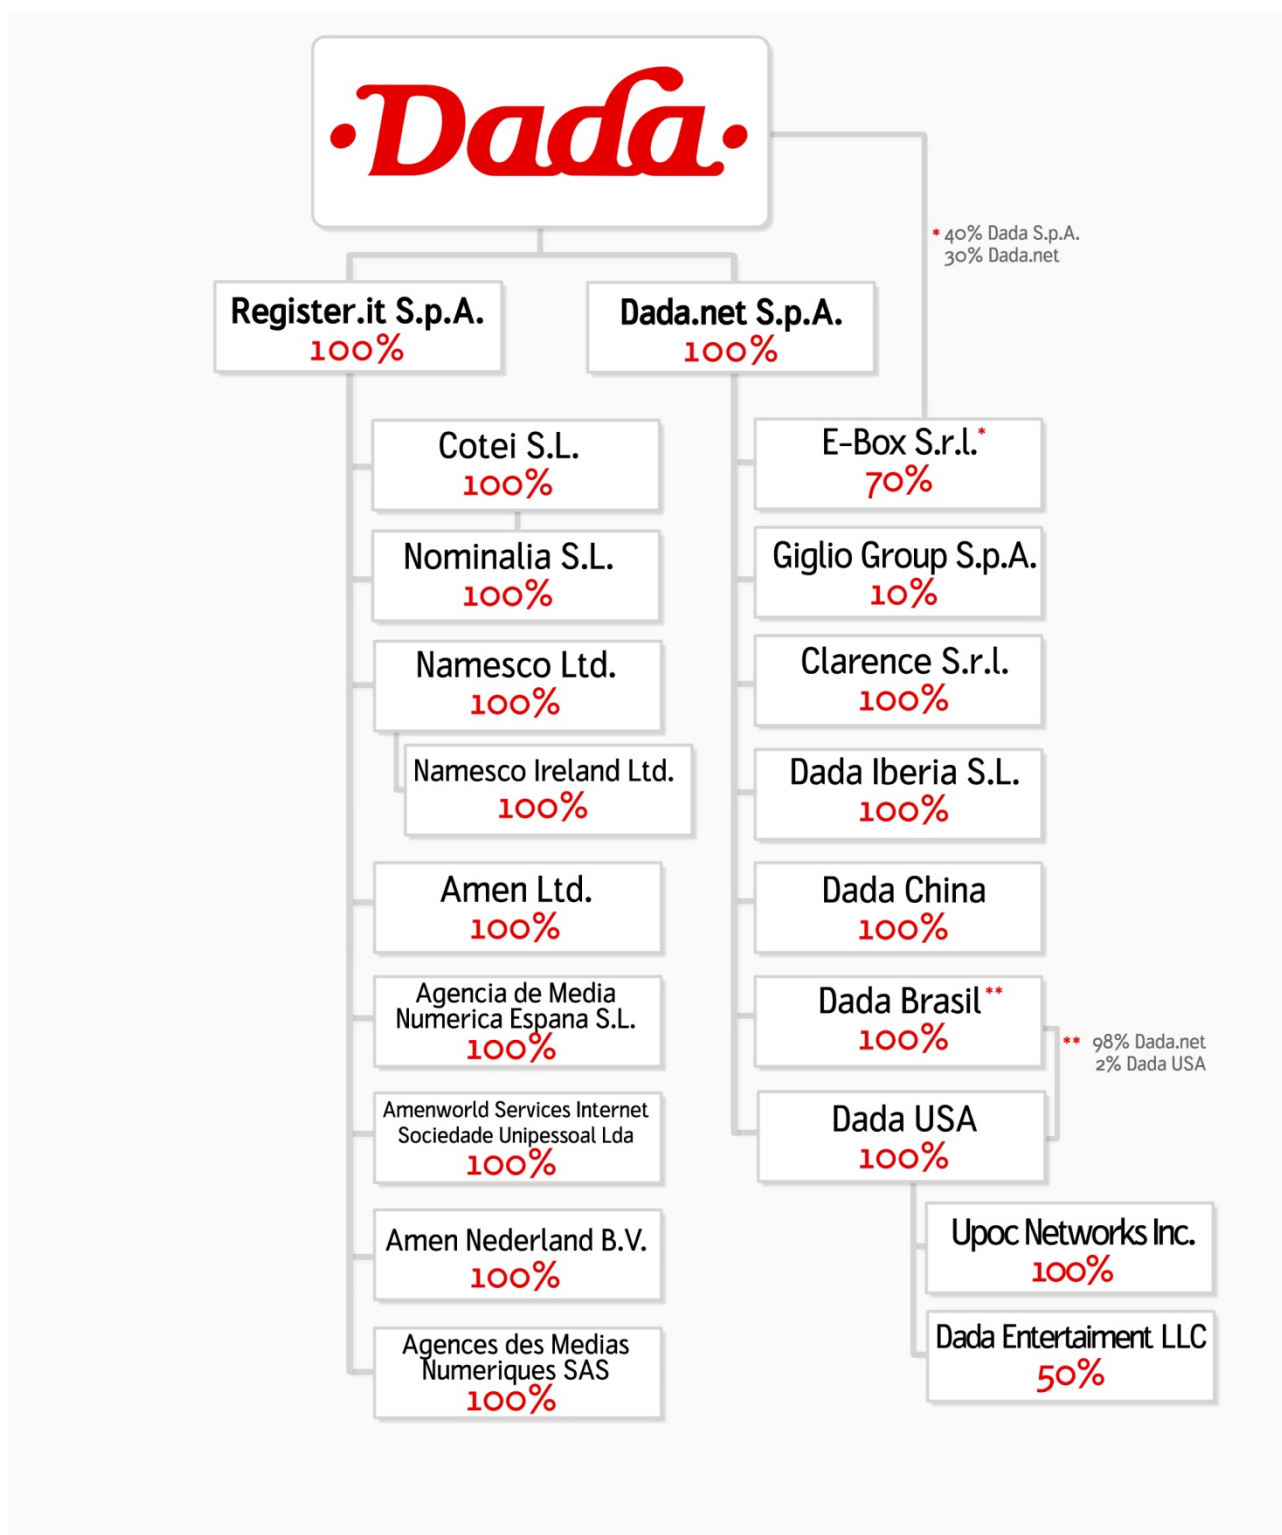 Dada
* 40% Dada S.p.A.
30% Dada.net
Register.it S.p.A.
100%
Dada.net S.p.A.
100%
Cotei S.L.
100%
Nominalia S.L.
100%
Namesco Ltd.
100%
Namesco Ireland Ltd.
100%
Amen Ltd.
100%
Agencia de Media
Numerica Espana S.L.
100%
Amenworld Services Internet
Sociedade Unipessoal Lda
100%
Amen Nederland B.V.
100%
Agences des Medias
Numeriques SAS
100%
E-Box S.r.l.*
70%
Giglio Group S.p.A.
10%
Clarence S.r.l.
100%
Dada Iberia S.L.
100%
Dada China
100%
Dada Brasil**
100%
** 98% Dada.net
2% Dada USA
Dada USA
100%
Upoc Networks Inc.
100%
Dada Entertaiment LLC
50%